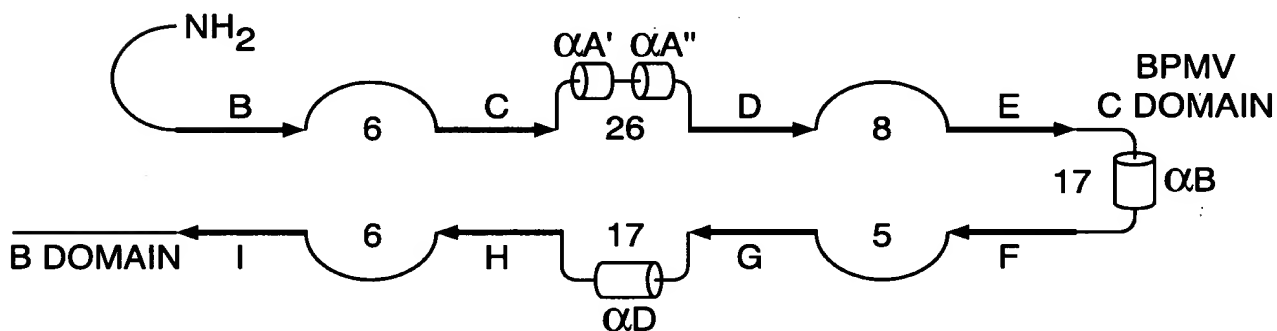 NH2
αA' αA"
BPMV
C DOMAIN
B 6 C 26 D 8 E
17 αB
B DOMAIN I 6 H 17 G 5 F
αD